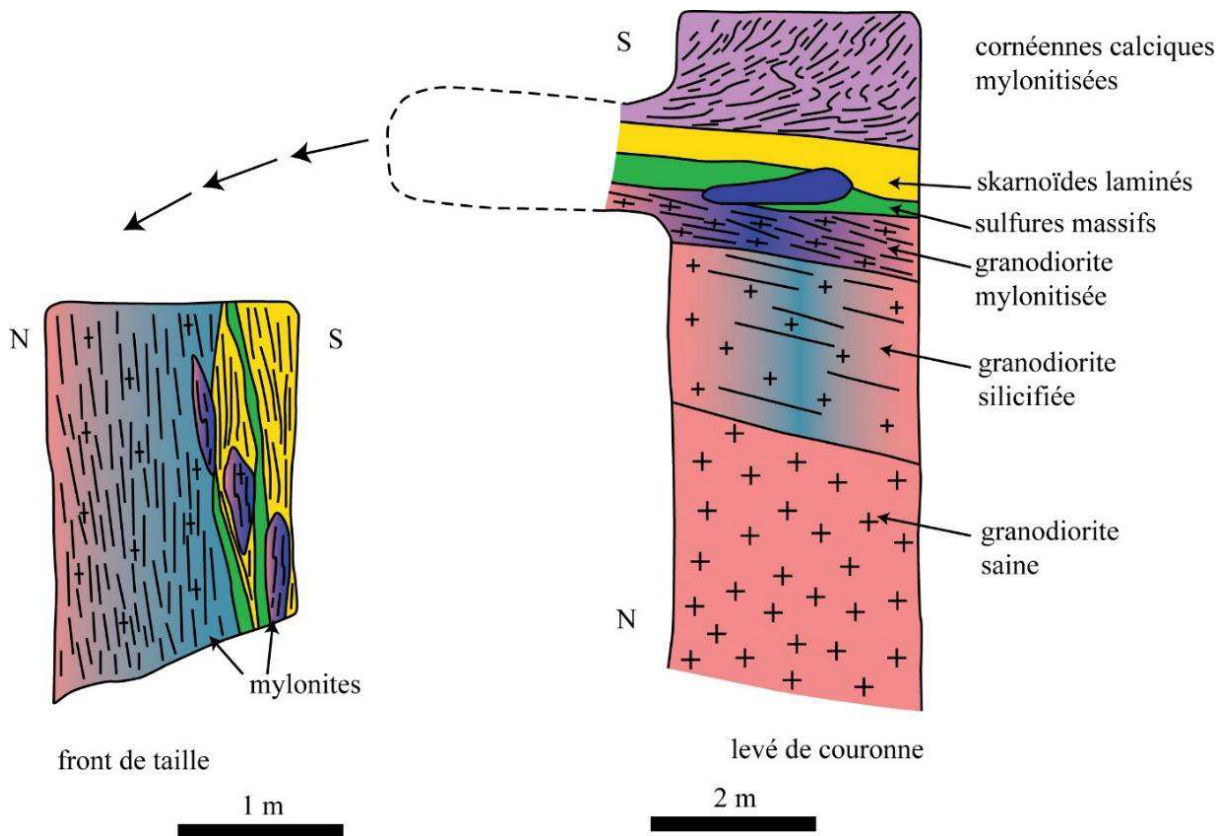 S
cornéennes calciques
mylonitisées
skarnoïdes laminés
sulfures massifs
granodiorite
mylonitisée
N
S
granodiorite
silicifiée
granodiorite
saine
N
mylonites
front de taille
levé de couronne
1 m
2 m